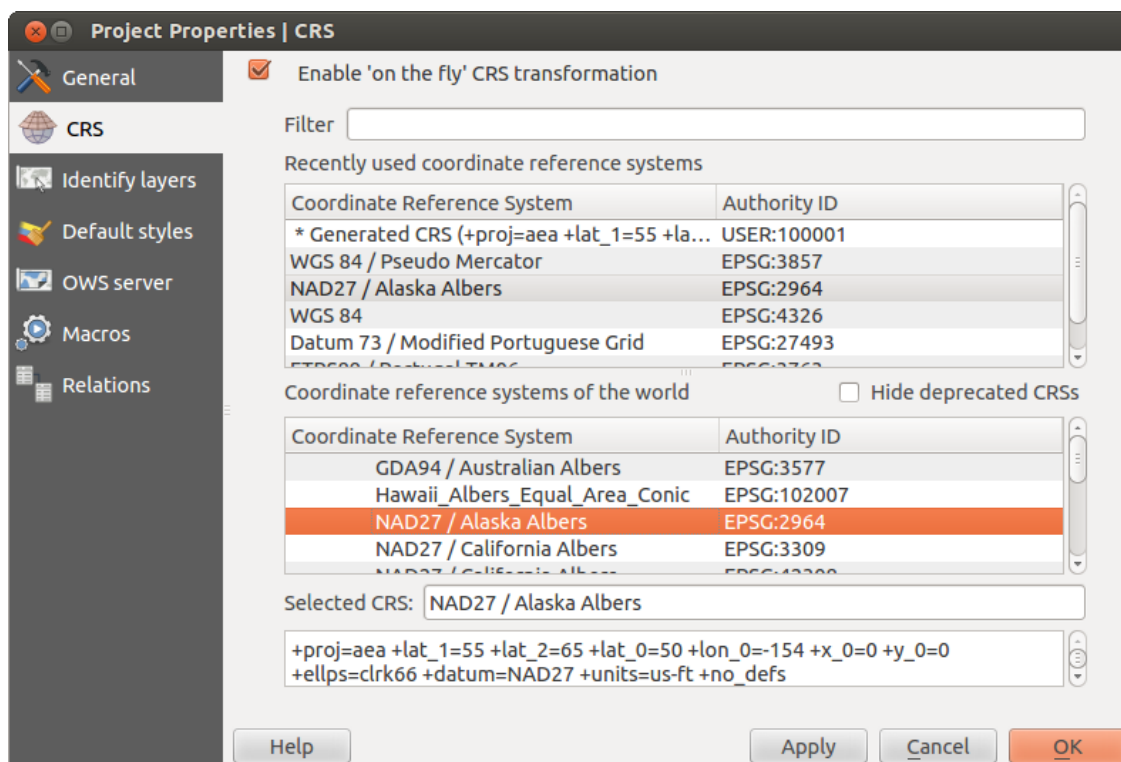 Project Properties | CRS
General
CRS
Identify layers
Default styles
OWS server
Macros
Relations
Enable 'on the fly' CRS transformation
Filter
Recently used coordinate reference systems
Coordinate Reference System Authority ID
* Generated CRS (+proj=aea +lat_1=55 +la... USER:100001
WGS 84 / Pseudo Mercator EPSG:3857
NAD27 / Alaska Albers EPSG:2964
WGS 84 EPSG:4326
Datum 73 / Modified Portuguese Grid EPSG:27493
Coordinate reference systems of the world Hide deprecated CRSs
Coordinate Reference System Authority ID
GDA94 / Australian Albers EPSG:3577
Hawaii_Albers_Equal_Area_Conic EPSG:102007
NAD27 / Alaska Albers EPSG:2964
NAD27 / California Albers EPSG:3309
Selected CRS: NAD27 / Alaska Albers
+proj=aea +lat_1=55 +lat_2=65 +lat_0=50 +lon_0=-154 +x_0=0 +y_0=0
+ellps=clrk66 +datum=NAD27 +units=us-ft +no_defs
Help Apply Cancel OK